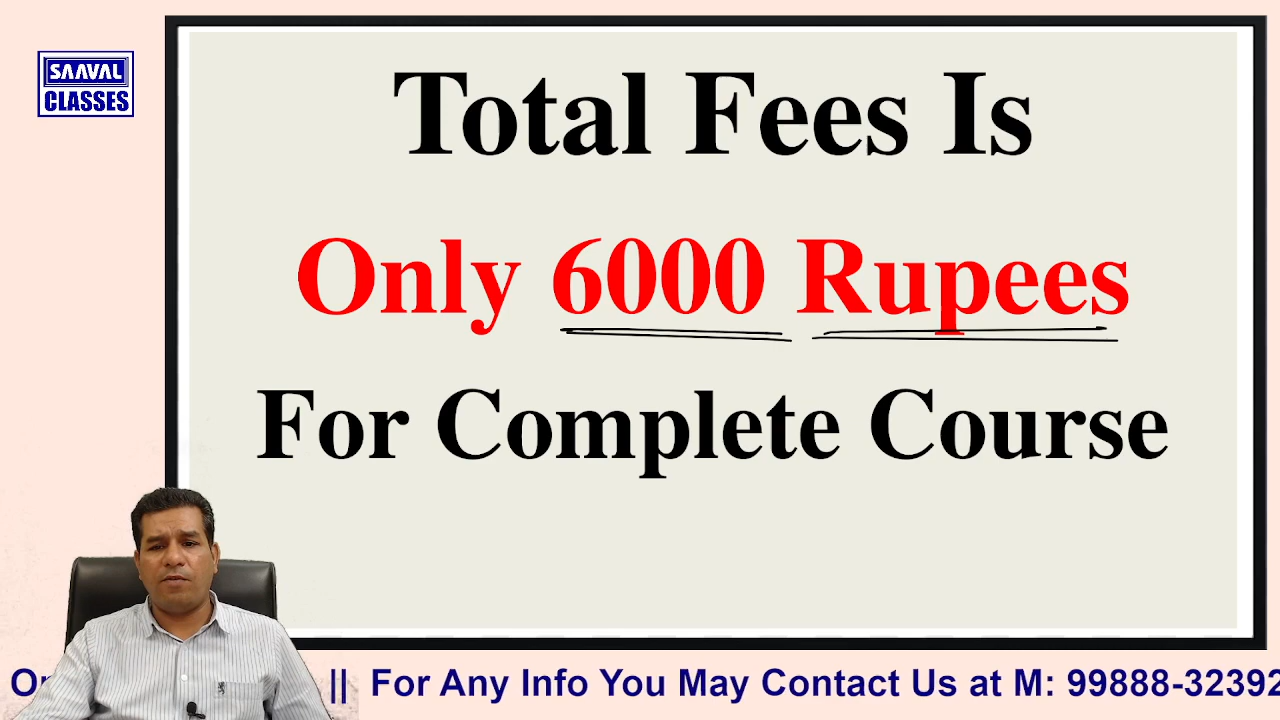 SAAVAL
CLASSES
Total Fees Is
Only 6000 Rupees
For Complete Course
|| For Any Info You May Contact Us at M: 99888-32392